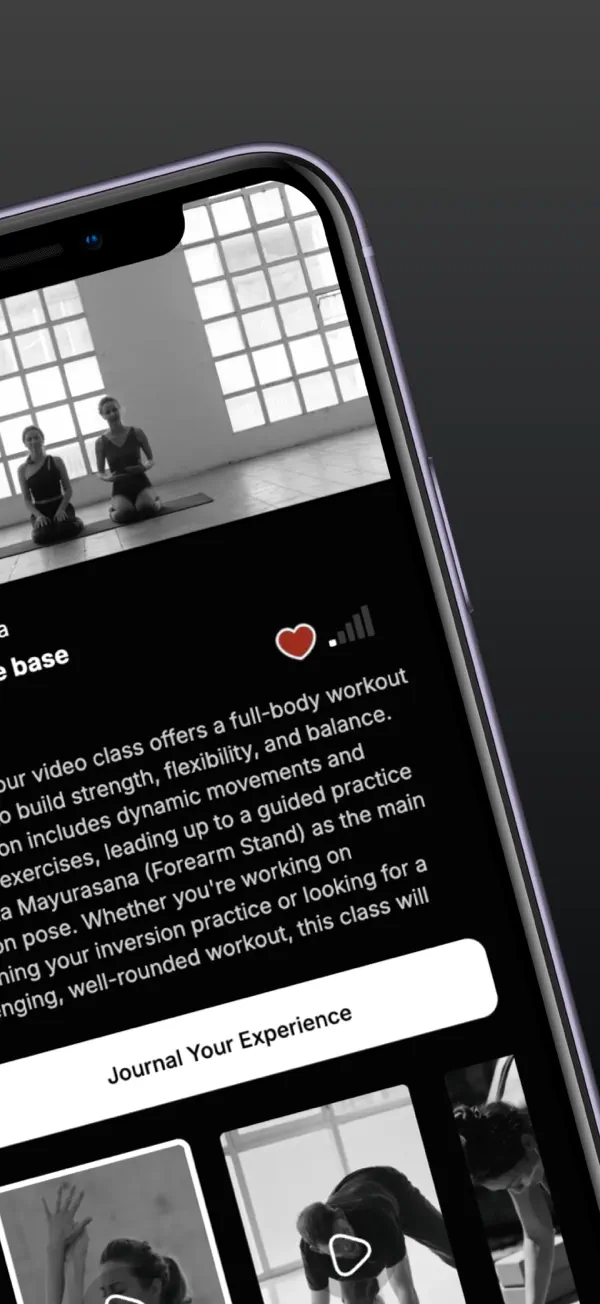 e base
our video class offers a full-body workout
o build strength, flexibility, and balance.
on includes dynamic movements and
exercises, leading up to a guided practice
a Mayurasana (Forearm Stand) as the main
on pose. Whether you're working on
ning your inversion practice or looking for a
enging, well-rounded workout, this class will
Journal Your Experience